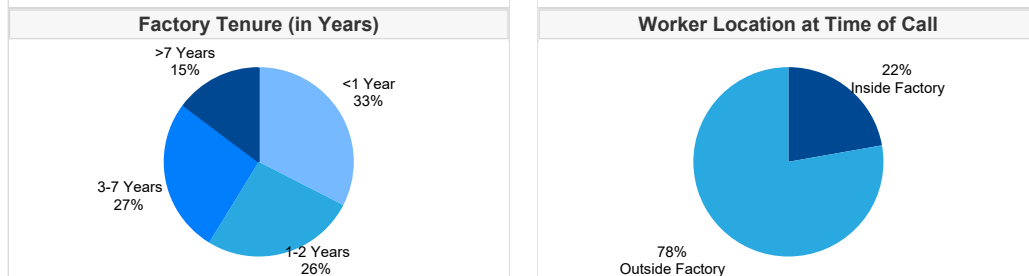 Factory Tenure (in Years)
>7 Years
15%
<1 Year
33%
3-7 Years
27%
1-2 Years
26%
Worker Location at Time of Call
22%
Inside Factory
78%
Outside Factory